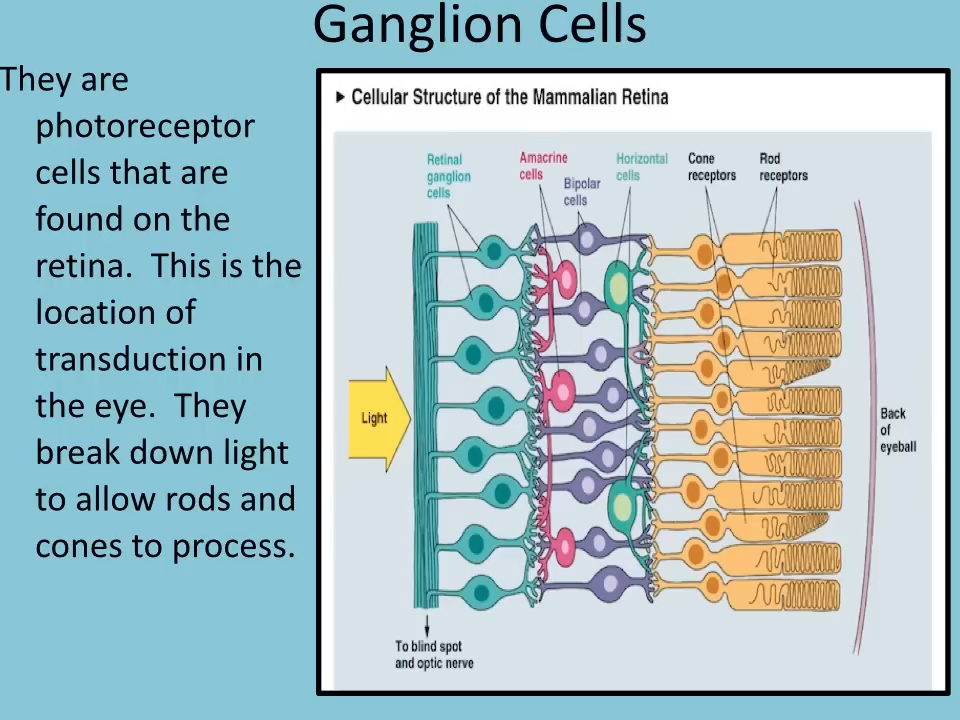 Ganglion Cells
They are
photoreceptor
cells that are
found on the
retina.  This is the
location of
transduction in
the eye.  They
break down light
to allow rods and
cones to process.
▶ Cellular Structure of the Mammalian Retina
Retinal
ganglion
cells
Amacrine
cells
Bipolar
cells
Horizontal
cells
Cone
receptors
Rod
receptors
Light
Back
of
eyeball
To blind spot
and optic nerve